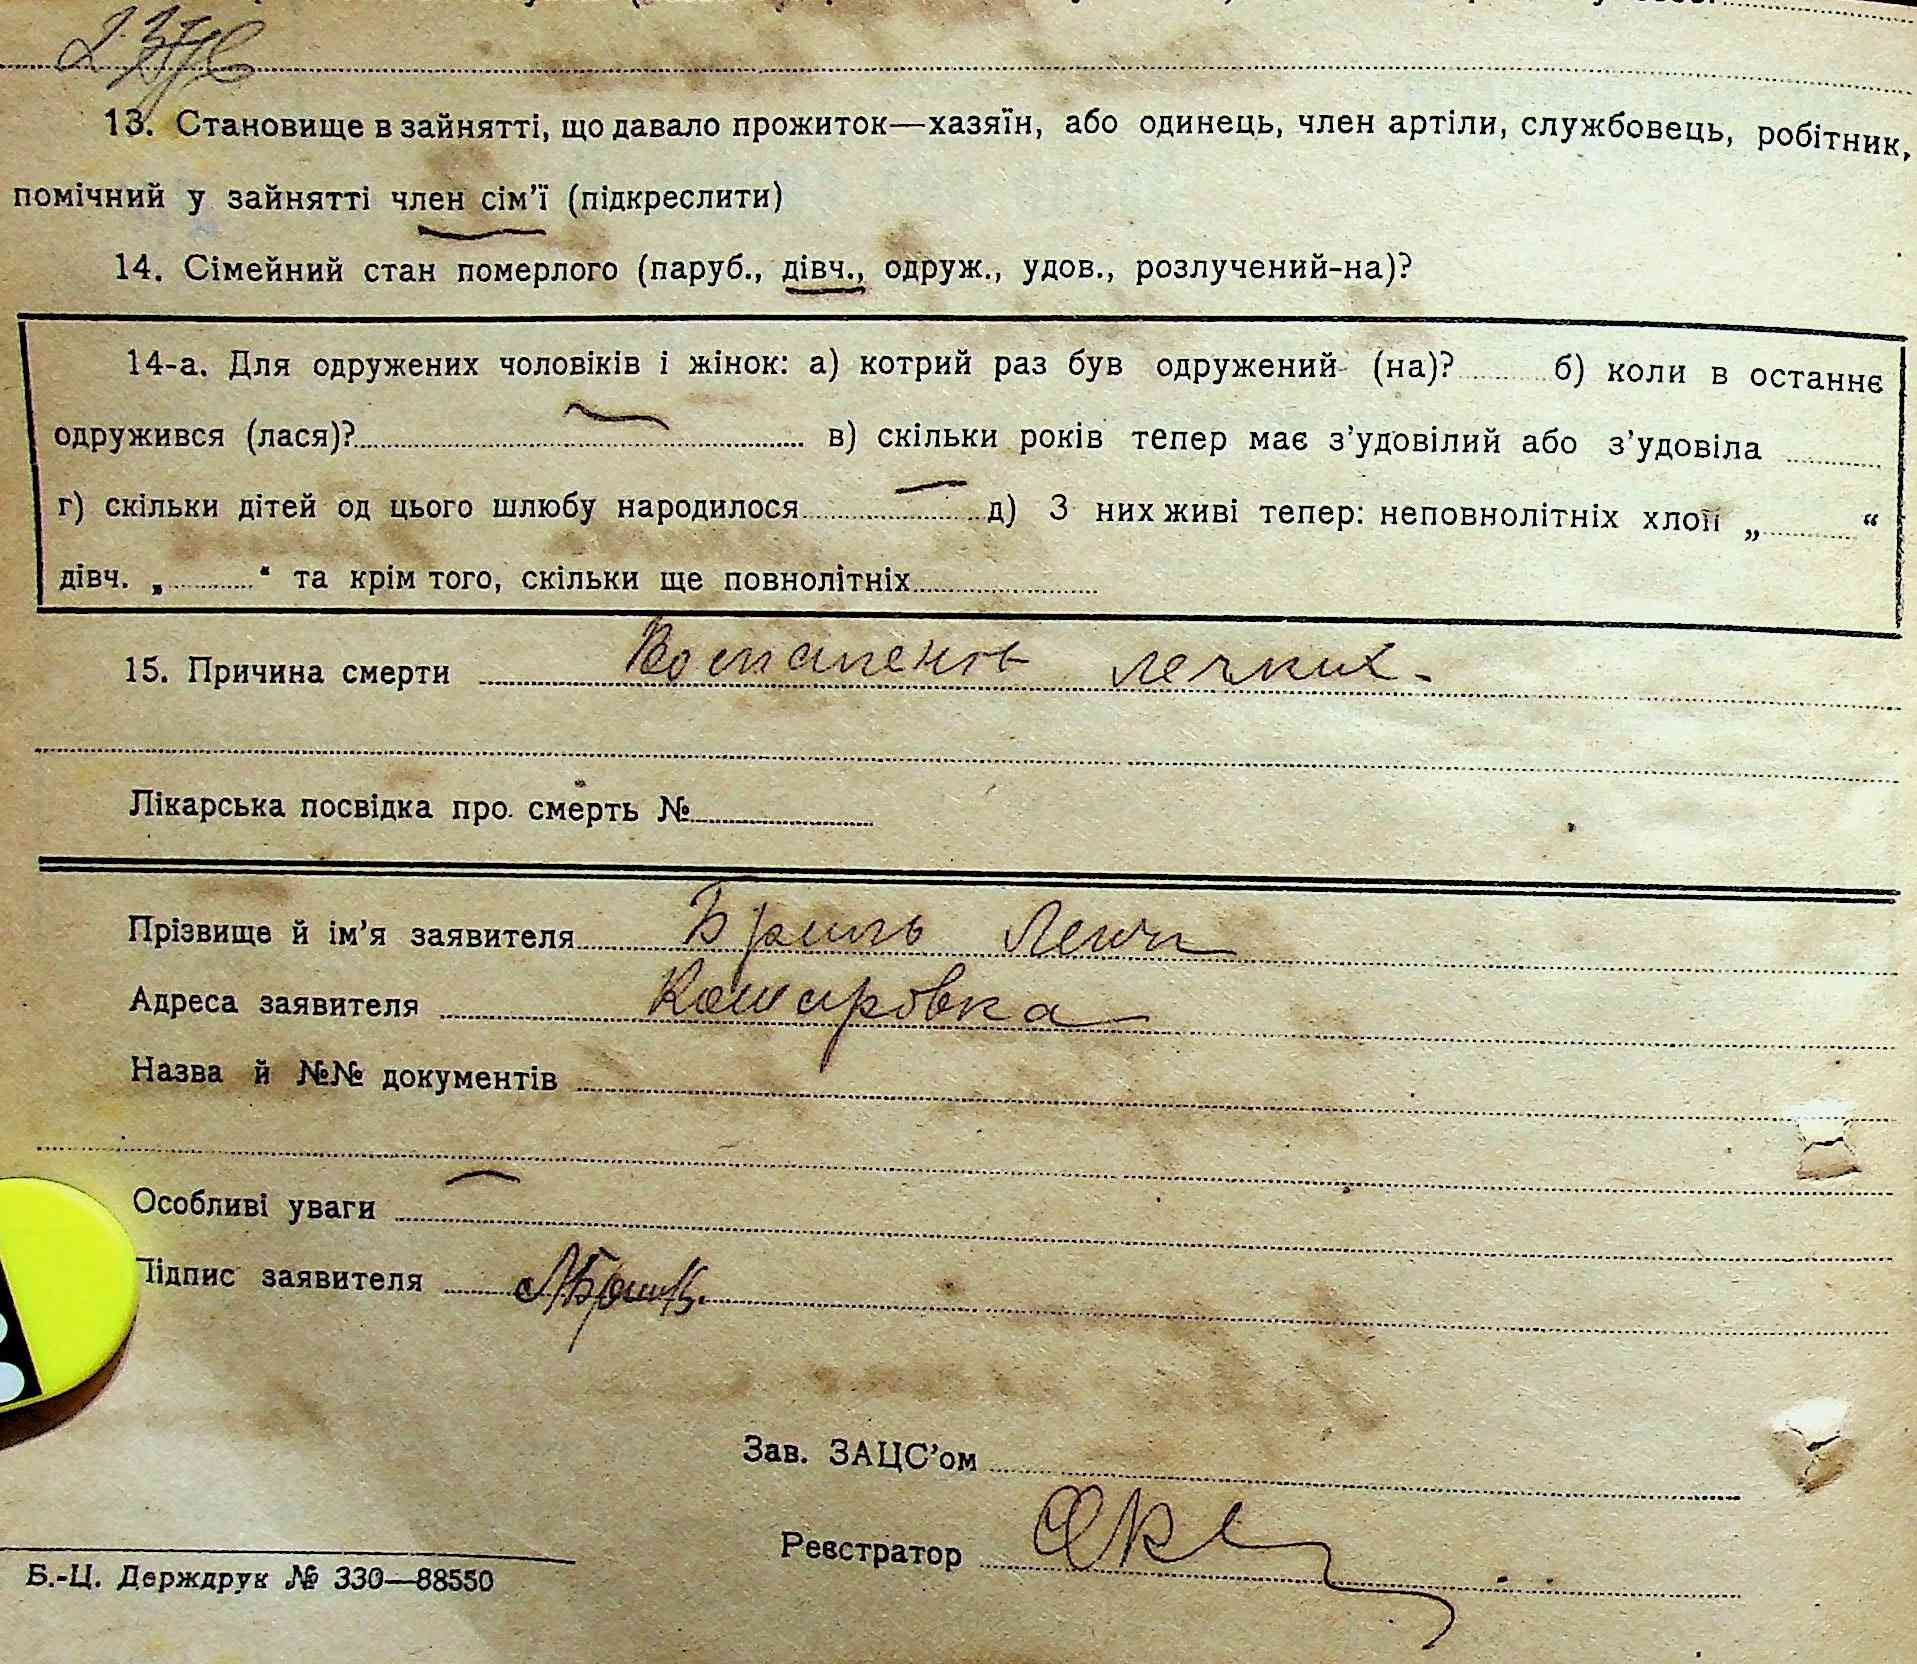 13. Становище в зайнятті, що давало прожиток—хазяїн, або одинець, член артіли, службовець, робітник,
помічний у зайнятті член сім’ї (підкреслити)
14. Сімейний стан померлого (паруб., дівч., одруж., удов., розлучений-на)?
14-а. Для одружених чоловіків і жінок: а) котрий раз був одружений (на)? б) коли в останнє
одружився (лася)? в) скільки років тепер має з’удовілий або з’удовіла
г) скільки дітей од цього шлюбу народилося д) З них живі тепер: неповнолітніх хлоп „ “
дівч. „ “ та крім того, скільки ще повнолітніх
15. Причина смерти легких.
Лікарська посвідка про смерть №
Прізвище й ім’я заявителя Бриль
Адреса заявителя Кошаровка
Назва й №№ документів
Особливі уваги
Підпис заявителя
Зав. ЗАЦС’ом
Реєстратор
Б.-Ц. Держдрук № 330—88550